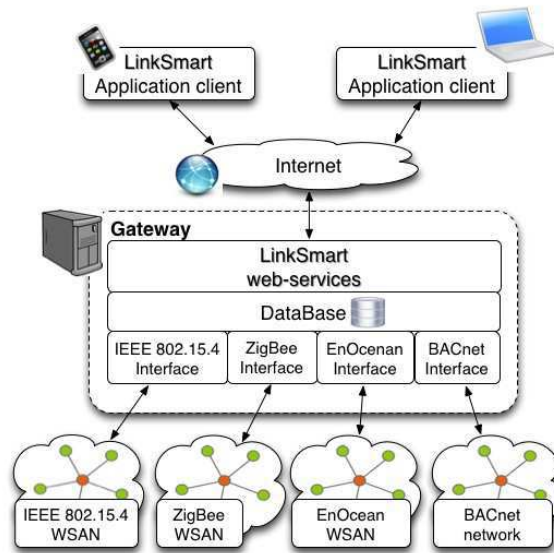 LinkSmart
Application client
LinkSmart
Application client
Internet
Gateway
LinkSmart
web-services
DataBase
IEEE 802.15.4
Interface
ZigBee
Interface
EnOcenan
Interface
BACnet
Interface
IEEE 802.15.4
WSAN
ZigBee
WSAN
EnOcean
WSAN
BACnet
network